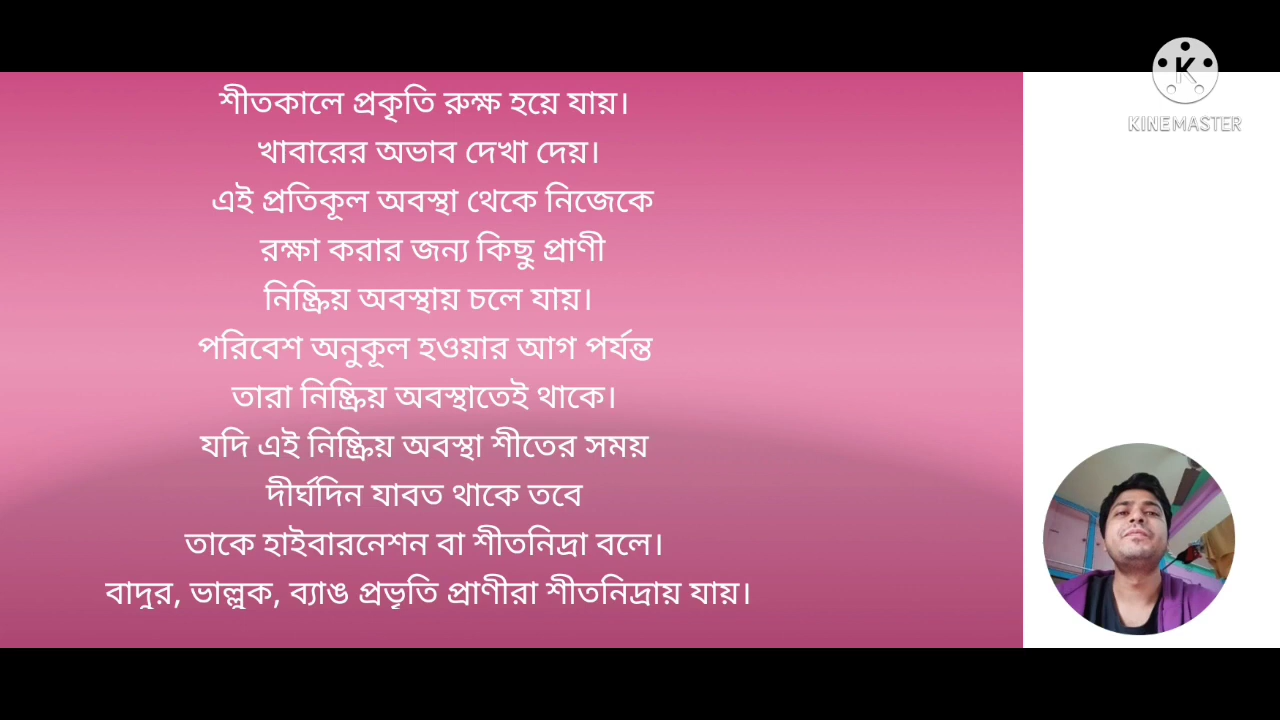 শীতকালে প্রকৃতি রুক্ষ হয়ে যায়।
খাবারের অভাব দেখা দেয়।
এই প্রতিকূল অবস্থা থেকে নিজেকে
রক্ষা করার জন্য কিছু প্রাণী
নিষ্ক্রিয় অবস্থায় চলে যায়।
পরিবেশ অনুকূল হওয়ার আগ পর্যন্ত
তারা নিষ্ক্রিয় অবস্থাতেই থাকে।
যদি এই নিষ্ক্রিয় অবস্থা শীতের সময়
দীর্ঘদিন যাবত থাকে তবে
তাকে হাইবারনেশন বা শীতনিদ্রা বলে।
বাদুর, ভাল্লুক, ব্যাঙ প্রভৃতি প্রাণীরা শীতনিদ্রায় যায়।
K
KINEMASTER